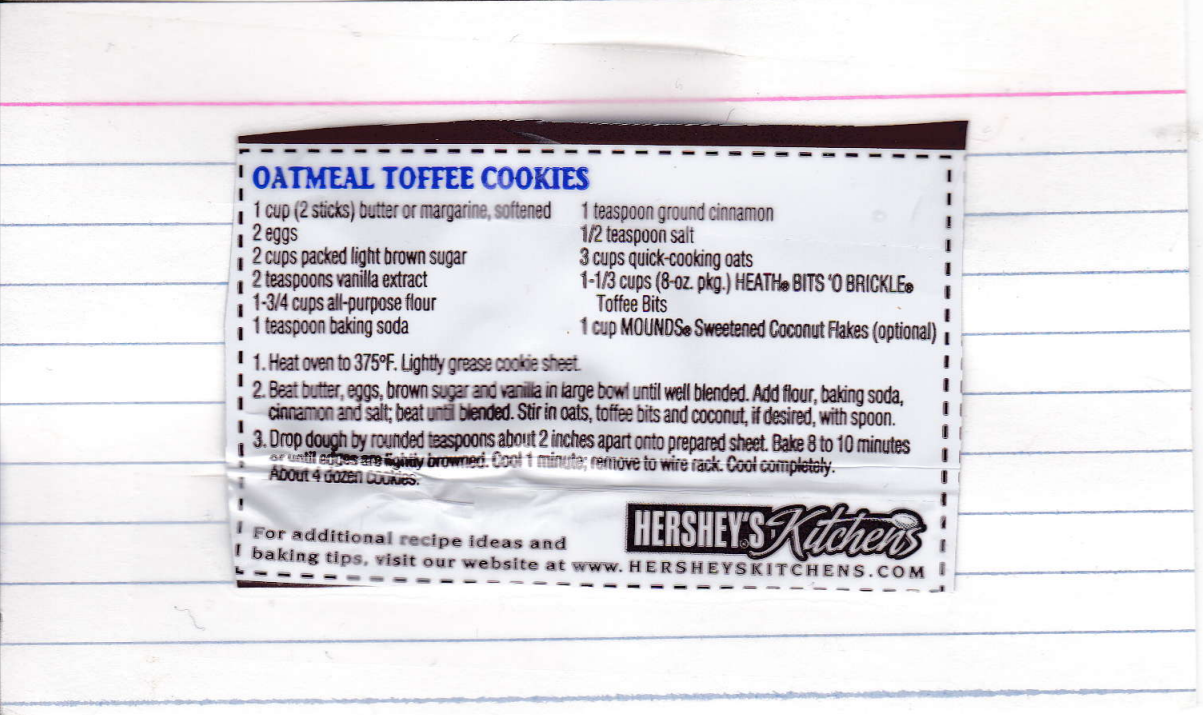 OATMEAL TOFFEE COOKIES
1 cup (2 sticks) butter or margarine, softened
2 eggs
2 cups packed light brown sugar
2 teaspoons vanilla extract
1-3/4 cups all-purpose flour
1 teaspoon baking soda
1 teaspoon ground cinnamon
1/2 teaspoon salt
3 cups quick-cooking oats
1-1/3 cups (8-oz. pkg.) HEATH® BITS 'O BRICKLE®
Toffee Bits
1 cup MOUNDS® Sweetened Coconut Flakes (optional)
1. Heat oven to 375°F. Lightly grease cookie sheet.
2. Beat butter, eggs, brown sugar and vanilla in large bowl until well blended. Add flour, baking soda,
cinnamon and salt; beat until blended. Stir in oats, toffee bits and coconut, if desired, with spoon.
3. Drop dough by rounded teaspoons about 2 inches apart onto prepared sheet. Bake 8 to 10 minutes
or until edges are lightly browned. Cool 1 minute; remove to wire rack. Cool completely.
About 4 dozen cookies.
HERSHEY'S Kitchens
For additional recipe ideas and
baking tips, visit our website at www.HERSHEYSKITCHENS.COM